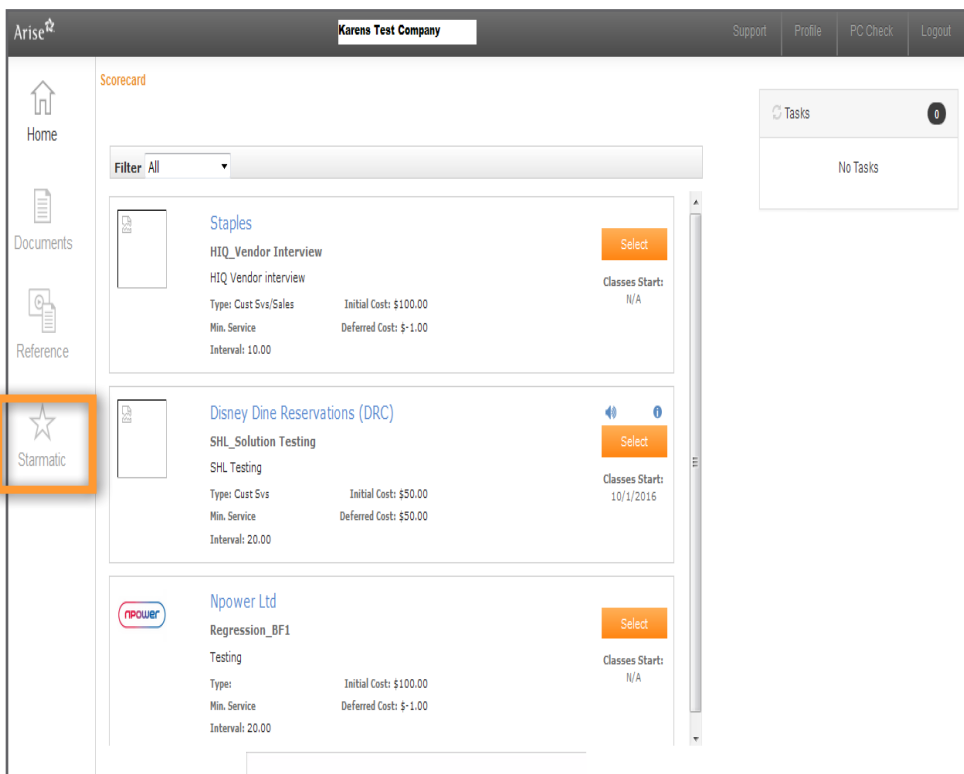 Arise
Karens Test Company
Support Profile PC Check Logout
Home
Documents
Reference
Starmatic
Scorecard
Filter All
Staples
HIQ_Vendor Interview
HIQ Vendor interview
Type: Cust Svs/Sales Initial Cost: $100.00
Min. Service Deferred Cost: $-1.00
Interval: 10.00
Select
Classes Start:
N/A
Disney Dine Reservations (DRC)
SHL_Solution Testing
SHL Testing
Type: Cust Svs Initial Cost: $50.00
Min. Service Deferred Cost: $50.00
Interval: 20.00
Select
Classes Start:
10/1/2016
npower
Npower Ltd
Regression_BF1
Testing
Type: Initial Cost: $100.00
Min. Service Deferred Cost: $-1.00
Interval: 20.00
Select
Classes Start:
N/A
Tasks 0
No Tasks